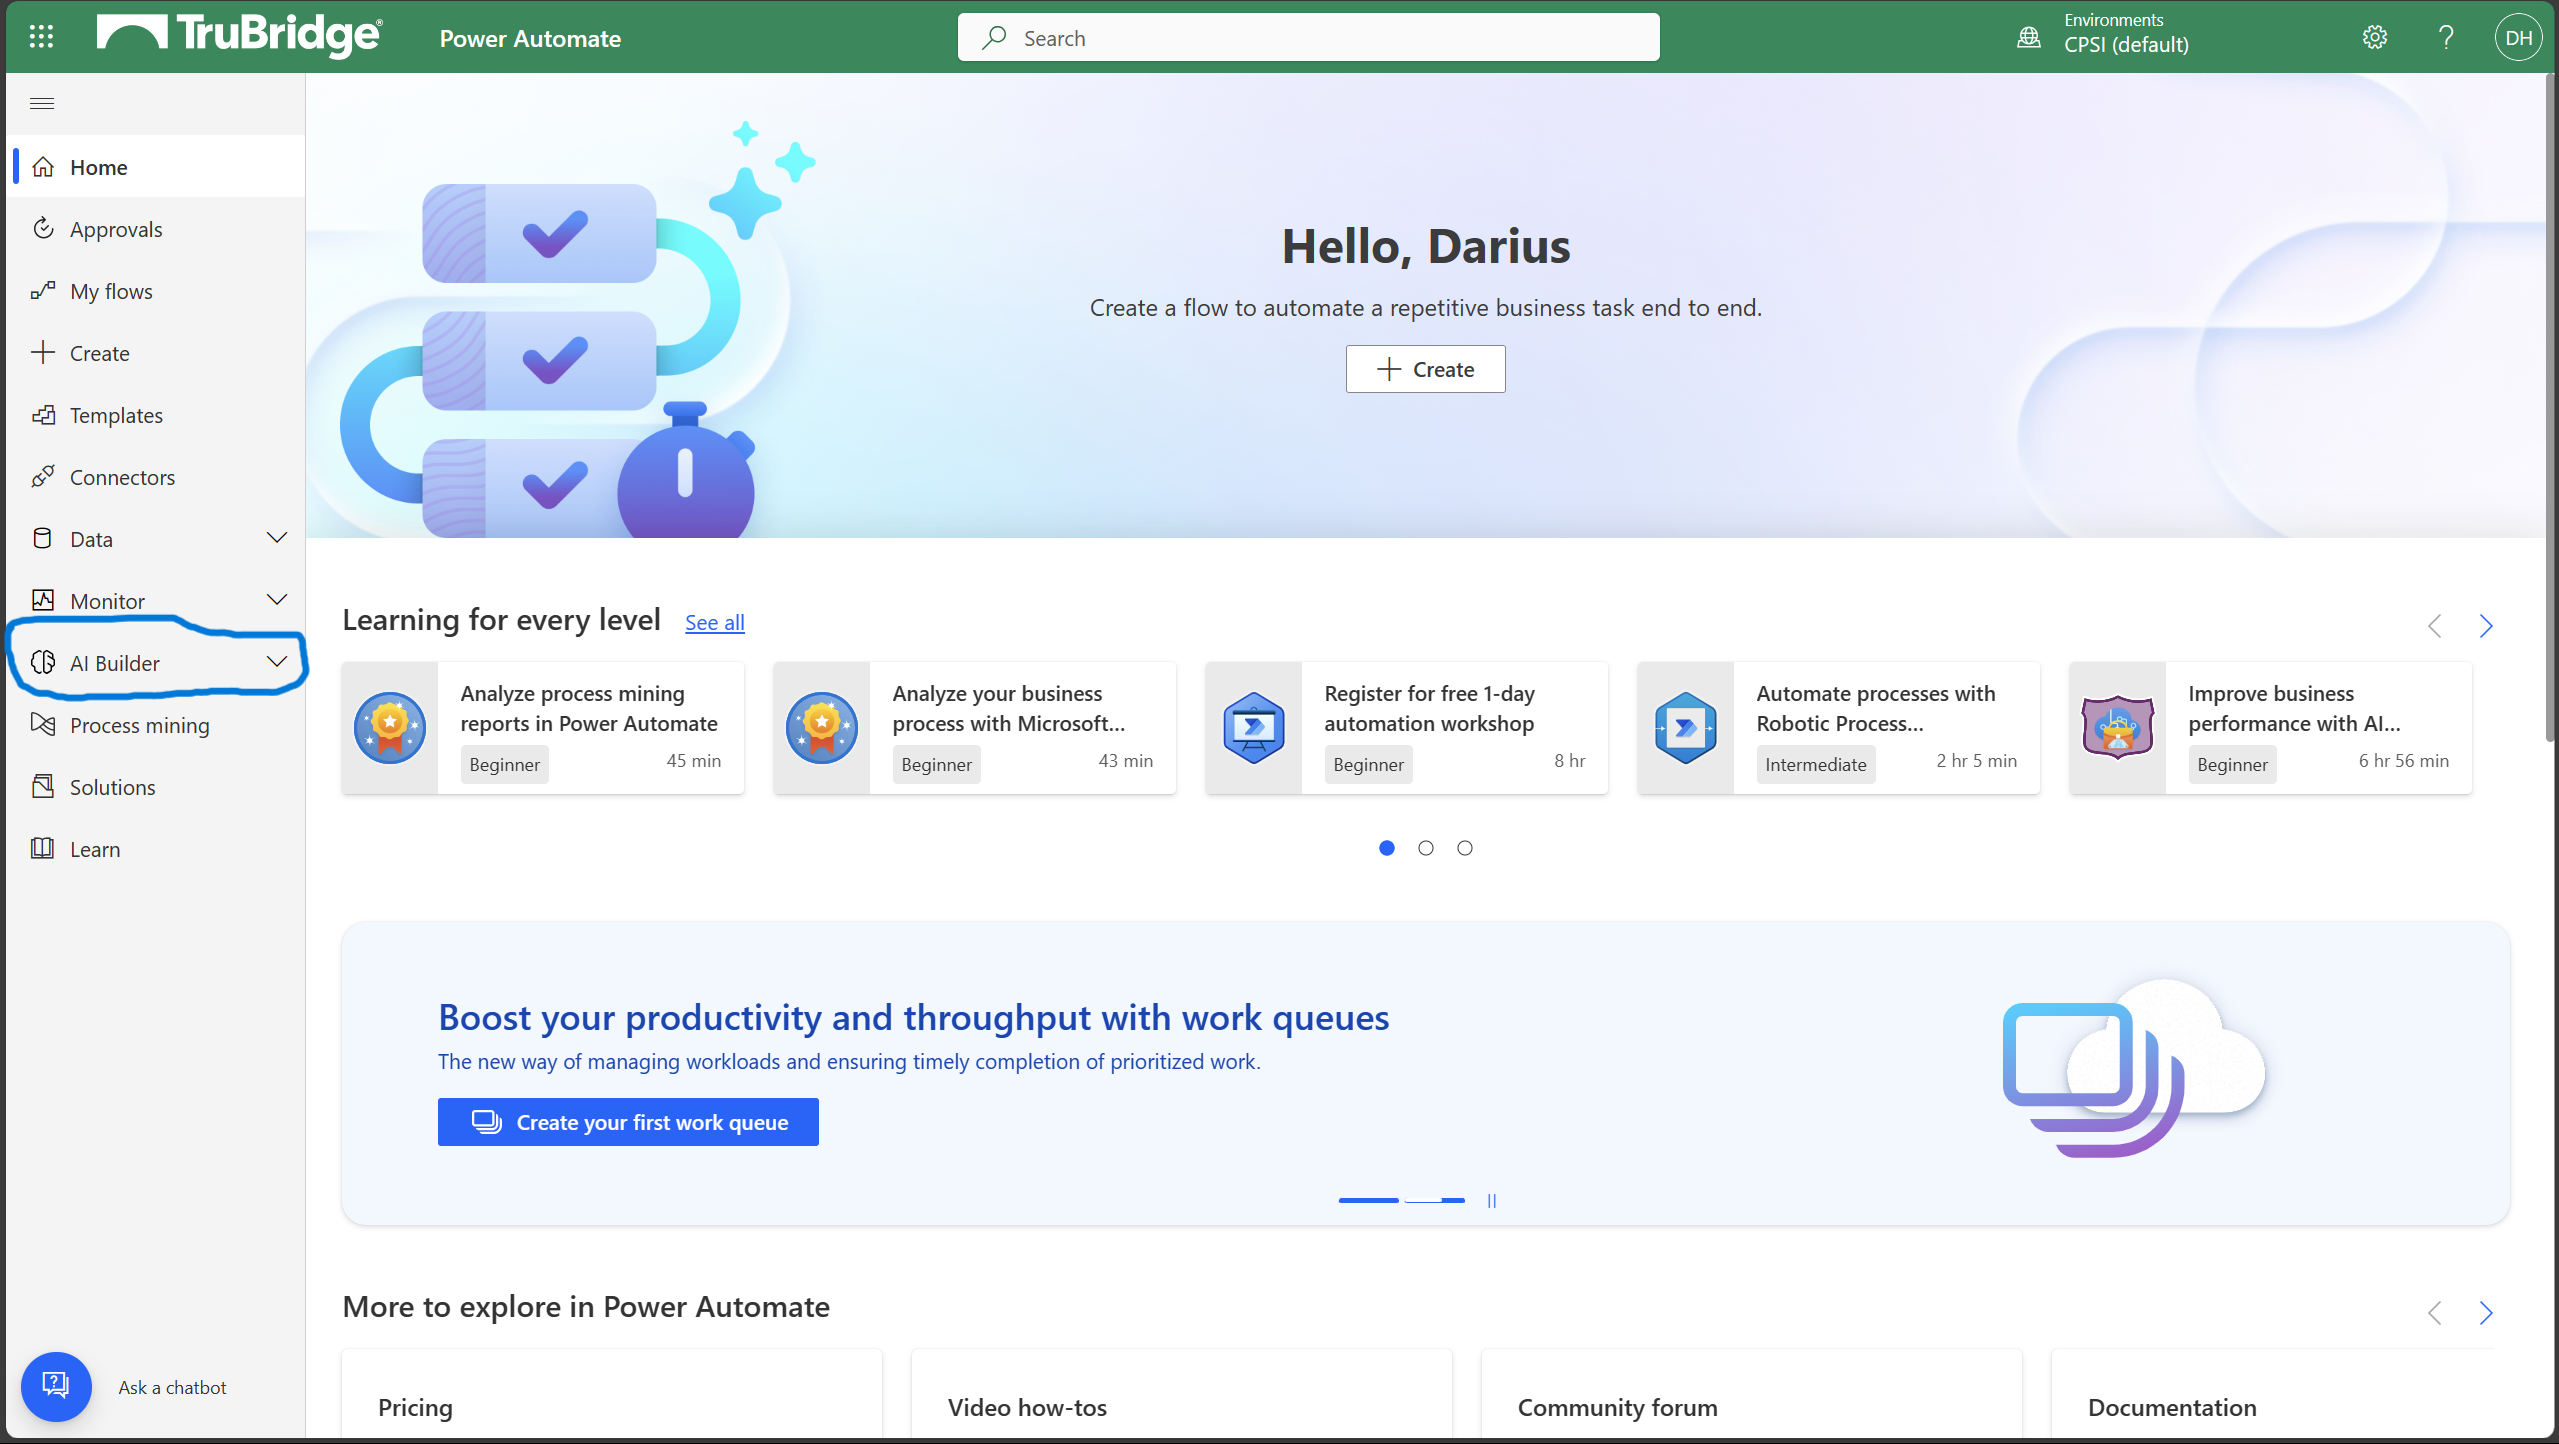 TruBridge®
Power Automate
Search
Environments
CPSI (default)
?
DH
Home
Approvals
My flows
Create
Templates
Connectors
Data
Monitor
AI Builder
Process mining
Solutions
Learn
Ask a chatbot
Hello, Darius
Create a flow to automate a repetitive business task end to end.
Create
Learning for every level
See all
Analyze process mining
reports in Power Automate
Beginner
45 min
Analyze your business
process with Microsoft...
Beginner
43 min
Register for free 1-day
automation workshop
Beginner
8 hr
Automate processes with
Robotic Process...
Intermediate
2 hr 5 min
Improve business
performance with AI...
Beginner
6 hr 56 min
Boost your productivity and throughput with work queues
The new way of managing workloads and ensuring timely completion of prioritized work.
Create your first work queue
More to explore in Power Automate
Pricing
Video how-tos
Community forum
Documentation